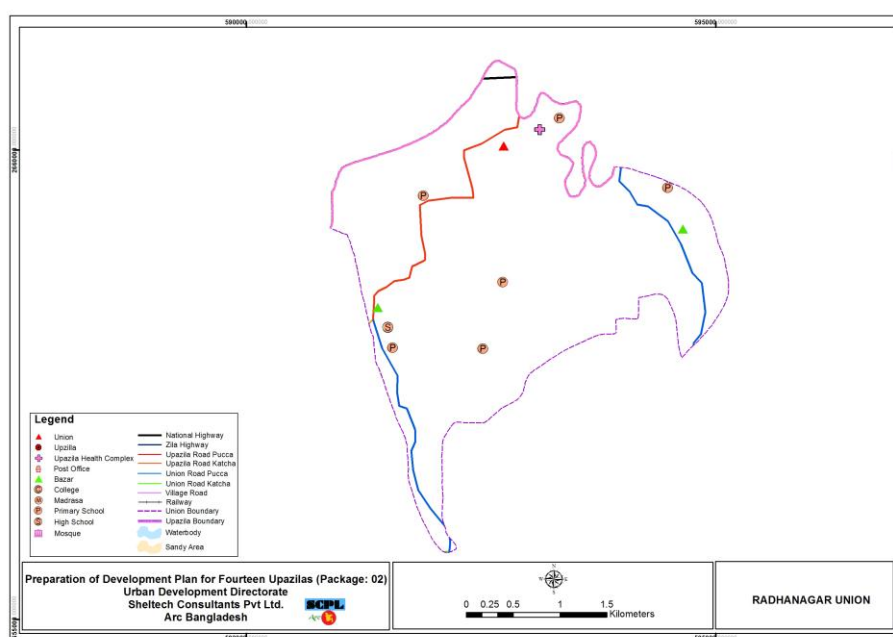 590000
595000
P
P
260000
P
P
P
S
P
P
Legend
Union
Upzilla
Upazila Health Complex
Post Office
Bazar
College
Madrasa
Primary School
High School
Mosque
National Highway
Zila Highway
Upazila Road Pucca
Upazila Road Katcha
Union Road Pucca
Union Road Katcha
Village Road
Railway
Union Boundary
Upazila Boundary
Waterbody
Sandy Area
Preparation of Development Plan for Fourteen Upazilas (Package: 02)
Urban Development Directorate
Sheltech Consultants Pvt Ltd.
Arc Bangladesh
SCPL
Arc
N
W
E
S
0 0.25 0.5 1 1.5
Kilometers
RADHANAGAR UNION